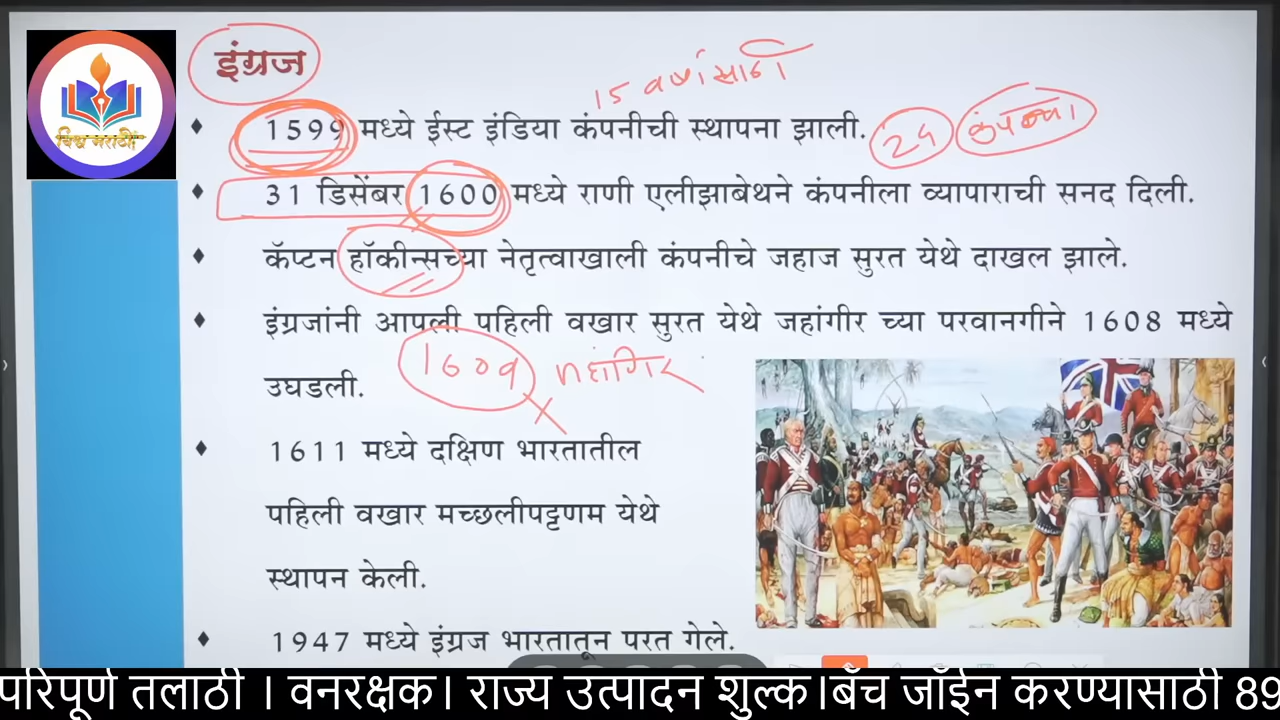 इंग्रज
15 वर्षासाठी
1599 मध्ये ईस्ट इंडिया कंपनीची स्थापना झाली.
कंपन्या
31 डिसेंबर 1600 मध्ये राणी एलीझाबेथने कंपनीला व्यापाराची सनद दिली.
कॅप्टन हॉकीन्सच्या नेतृत्वाखाली कंपनीचे जहाज सुरत येथे दाखल झाले.
इंग्रजांनी आपली पहिली वखार सुरत येथे जहांगीर च्या परवानगीने 1608 मध्ये
उघडली.
1609
1611 मध्ये दक्षिण भारतातील
पहिली वखार मच्छलीपट्टणम येथे
स्थापन केली.
1947 मध्ये इंग्रज भारतातून परत गेले.
विश्व मराठी
परिपूर्ण तलाठी । वनरक्षक। राज्य उत्पादन शुल्क।बॅच जॉईन करण्यासाठी 89